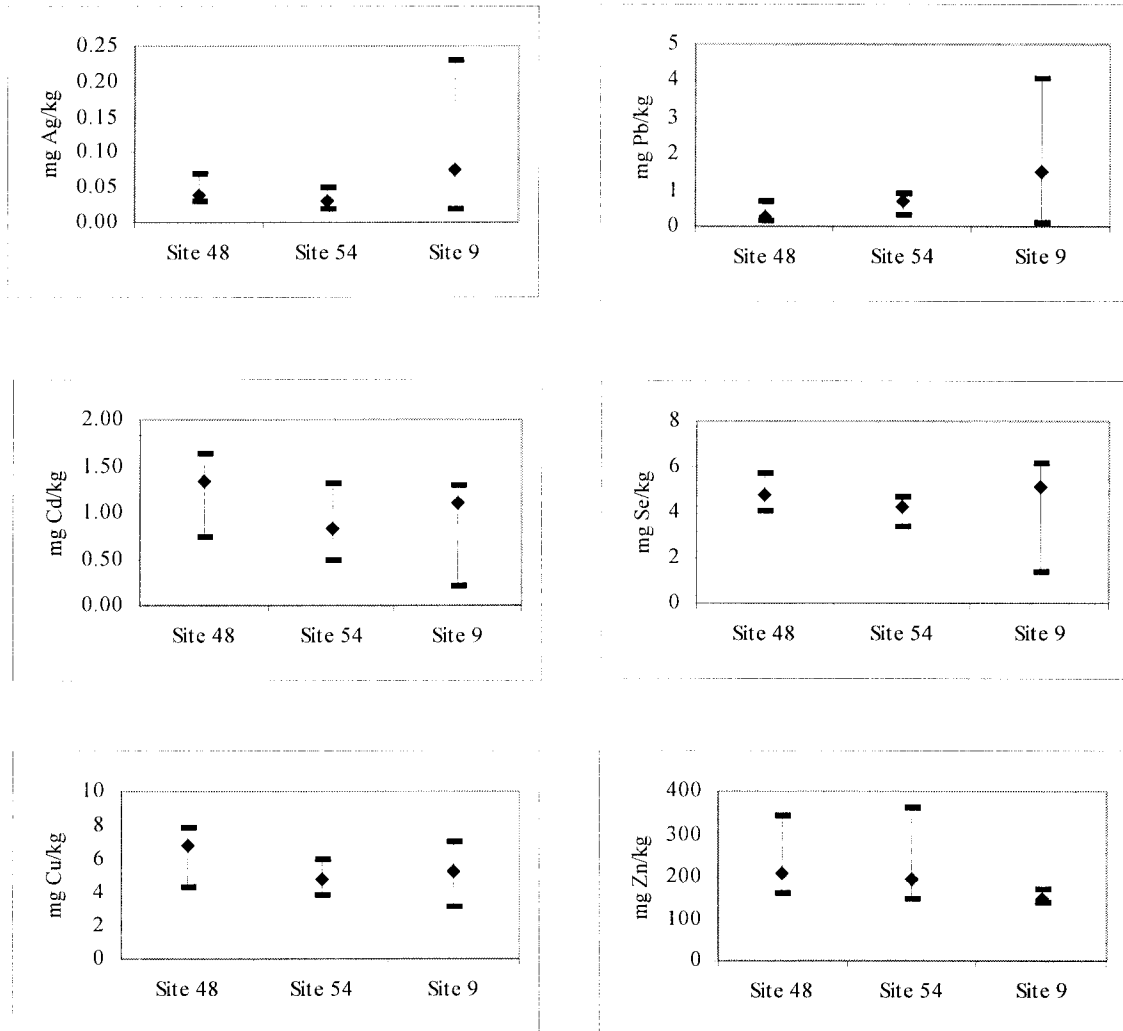 mg Ag/kg
0.25
0.20
0.15
0.10
0.05
0.00
Site 48 Site 54 Site 9
mg Pb/kg
5
4
3
2
1
0
Site 48 Site 54 Site 9
mg Cd/kg
2.00
1.50
1.00
0.50
0.00
Site 48 Site 54 Site 9
mg Se/kg
8
6
4
2
0
Site 48 Site 54 Site 9
mg Cu/kg
10
8
6
4
2
0
Site 48 Site 54 Site 9
mg Zn/kg
400
300
200
100
0
Site 48 Site 54 Site 9